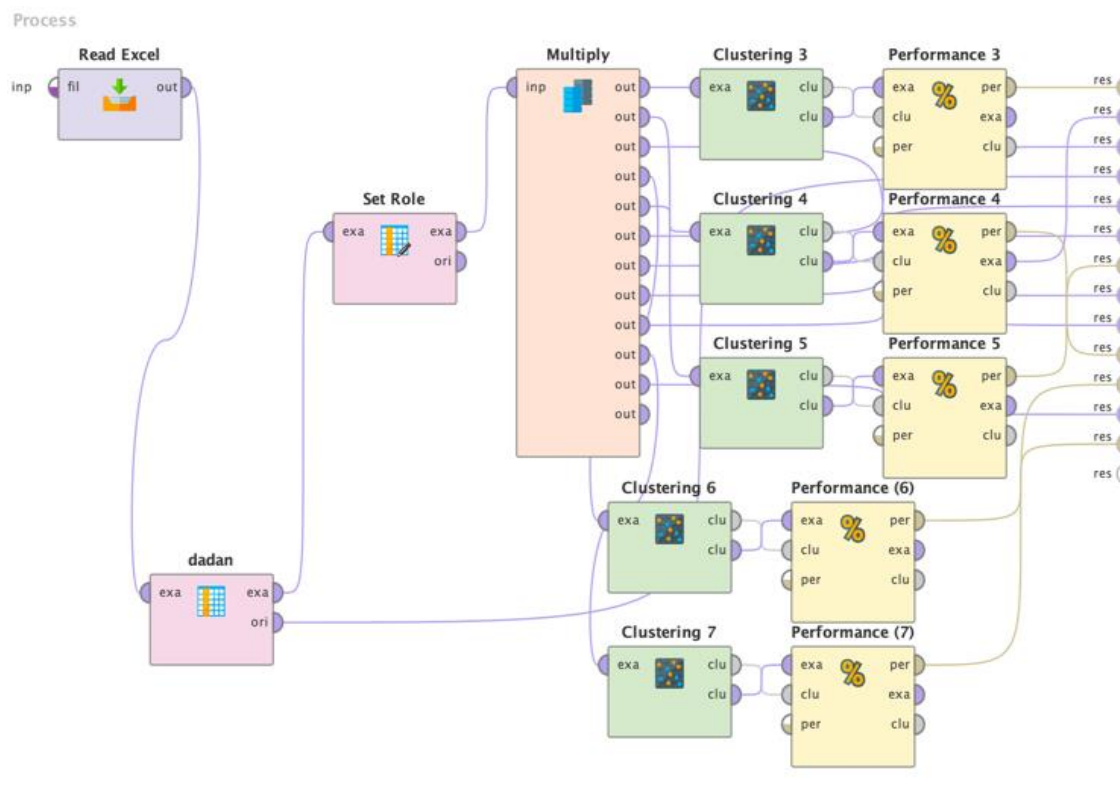 Process
Read Excel
inp
fil
out
Set Role
exa
exa
ori
dadan
exa
exa
ori
Multiply
inp
out
out
out
out
out
out
out
out
out
out
out
out
Clustering 3
exa
clu
clu
Performance 3
exa
per
clu
exa
per
clu
Clustering 4
exa
clu
clu
Performance 4
exa
per
clu
exa
per
clu
Clustering 5
exa
clu
clu
Performance 5
exa
per
clu
exa
per
clu
Clustering 6
exa
clu
clu
Performance (6)
exa
per
clu
exa
per
clu
Clustering 7
exa
clu
clu
Performance (7)
exa
per
clu
exa
per
clu
res
res
res
res
res
res
res
res
res
res
res
res
res
res